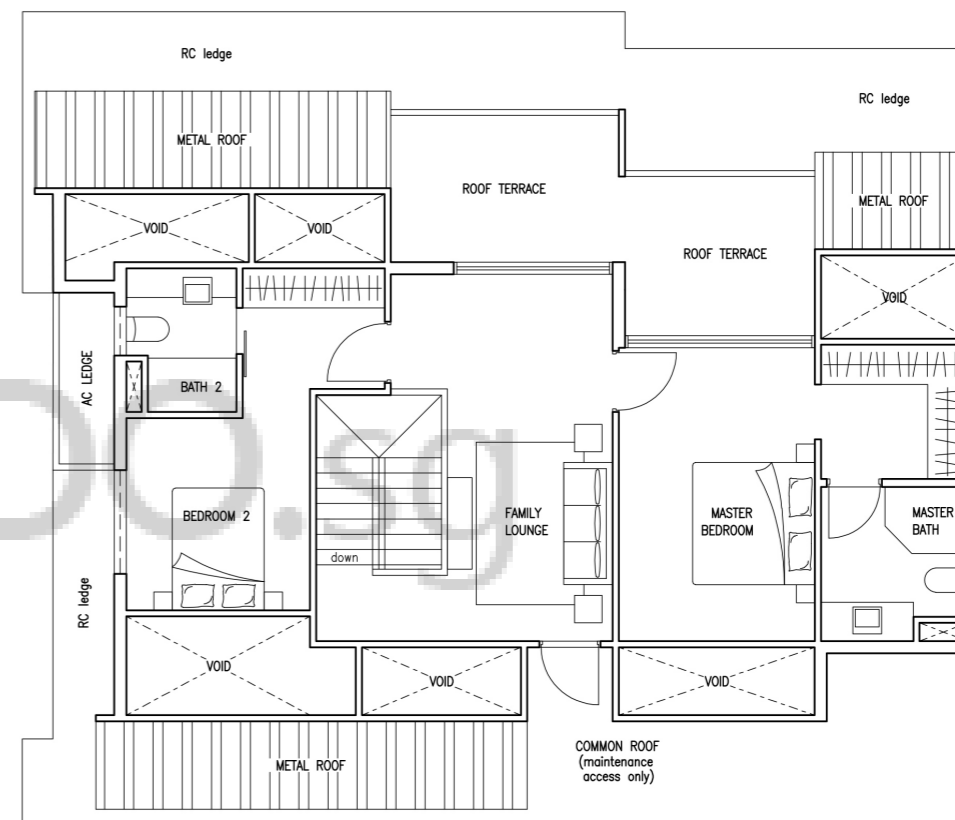 RC ledge
RC ledge
METAL ROOF
ROOF TERRACE
METAL ROOF
VOID
VOID
ROOF TERRACE
VOID
AC LEDGE
BATH 2
BEDROOM 2
FAMILY
LOUNGE
MASTER
BEDROOM
MASTER
BATH
down
RC ledge
VOID
VOID
VOID
METAL ROOF
COMMON ROOF
(maintenance
access only)
oo.sg